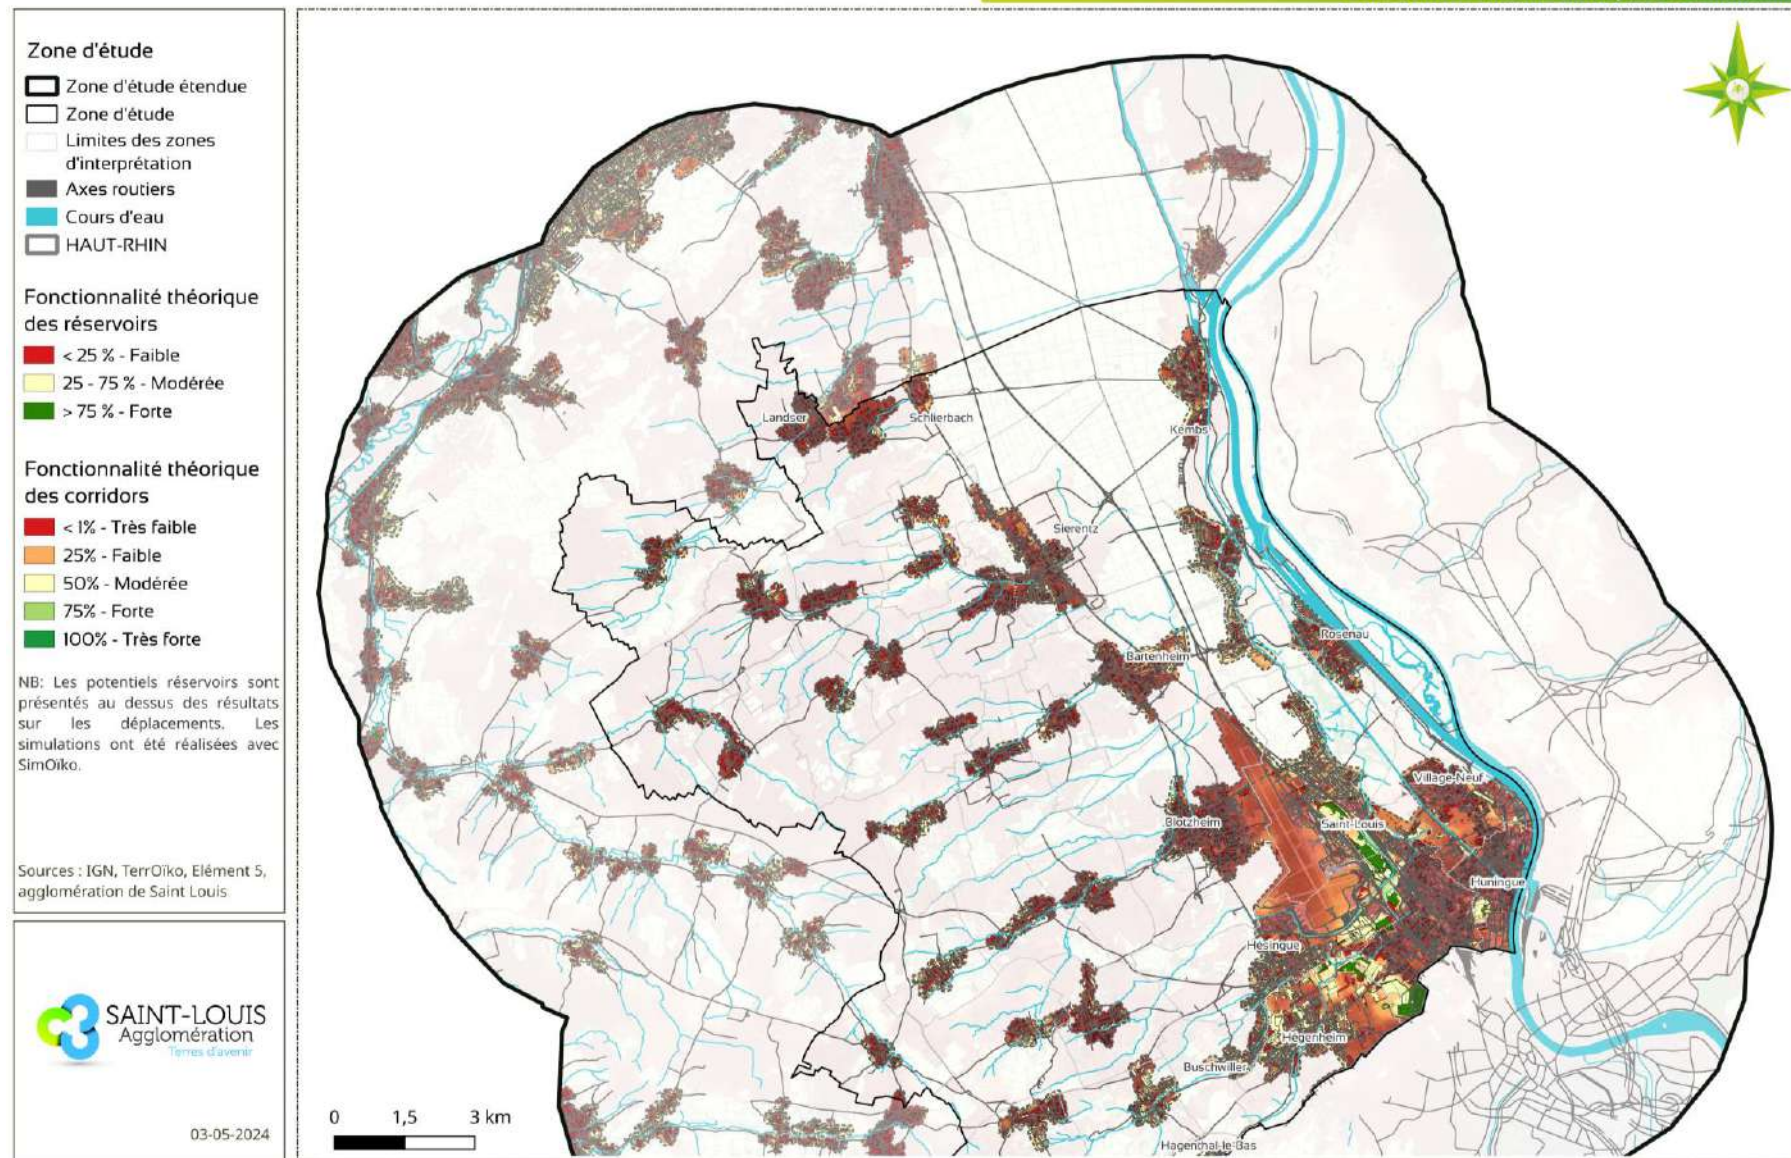 Zone d'étude
Zone d'étude étendue
Zone d'étude
Limites des zones
d'interprétation
Axes routiers
Cours d'eau
HAUT-RHIN
Fonctionnalité théorique
des réservoirs
< 25 % - Faible
25 - 75 % - Modérée
> 75 % - Forte
Fonctionnalité théorique
des corridors
< 1% - Très faible
25% - Faible
50% - Modérée
75% - Forte
100% - Très forte
NB: Les potentiels réservoirs sont
présentés au dessus des résultats
sur les déplacements. Les
simulations ont été réalisées avec
SimOïko.
Sources : IGN, TerrOïko, Elément 5,
agglomération de Saint Louis
SAINT-LOUIS
Agglomération
Terres d'avenir
03-05-2024
Landser
Schlierbach
Kembs
Sierentz
Rosenau
Bartenheim
Village-Neuf
Blotzheim
Saint-Louis
Huningue
Hésingue
Hégenheim
Buschwiller
Hagenthal-le-Bas
0 1,5 3 km